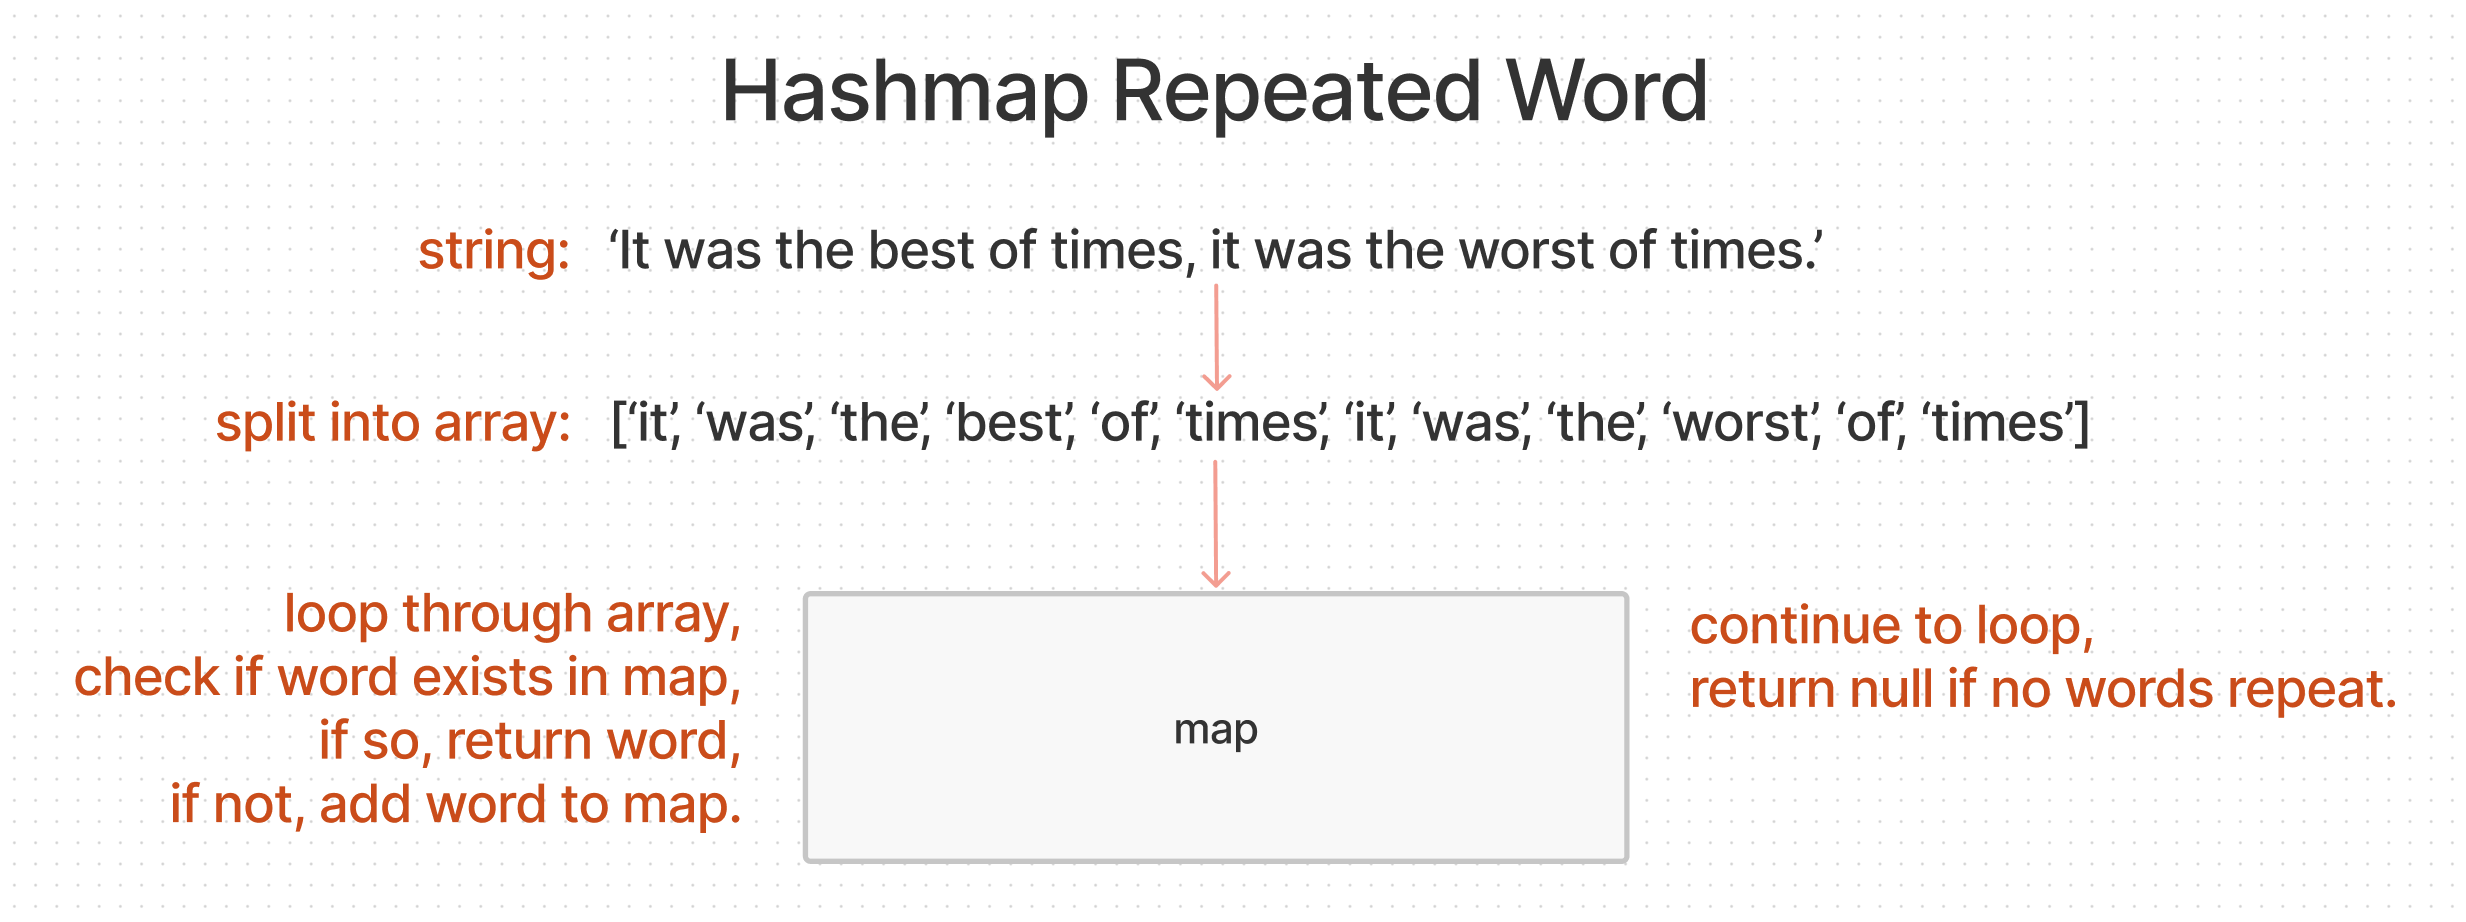 Hashmap Repeated Word
string: ‘It was the best of times, it was the worst of times.’
split into array: [‘it’, ‘was’, ‘the’, ‘best’, ‘of’, ‘times’, ‘it’, ‘was’, ‘the’, ‘worst’, ‘of’, ‘times’]
loop through array,
check if word exists in map,
if so, return word,
if not, add word to map.
map
continue to loop,
return null if no words repeat.